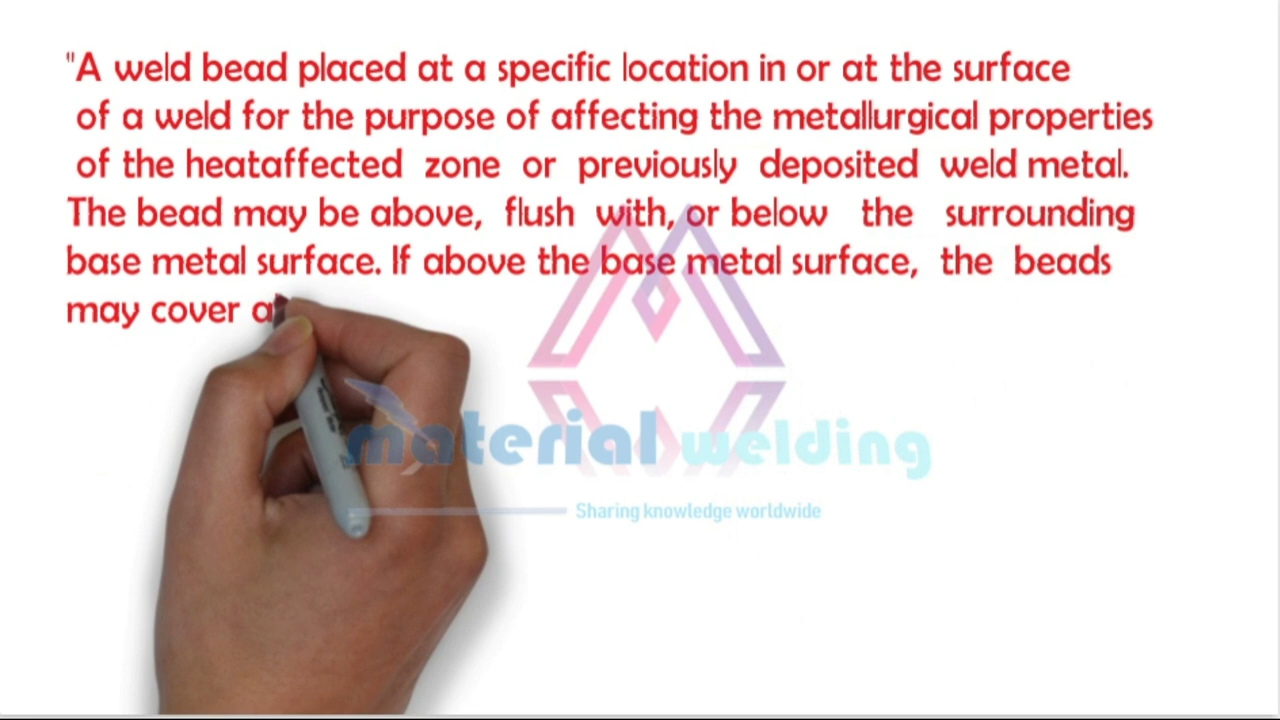 "A weld bead placed at a specific location in or at the surface
of a weld for the purpose of affecting the metallurgical properties
of the heataffected zone or previously deposited weld metal.
The bead may be above, flush with, or below the surrounding
base metal surface. If above the base metal surface, the beads
may cover a
material welding
Sharing knowledge worldwide